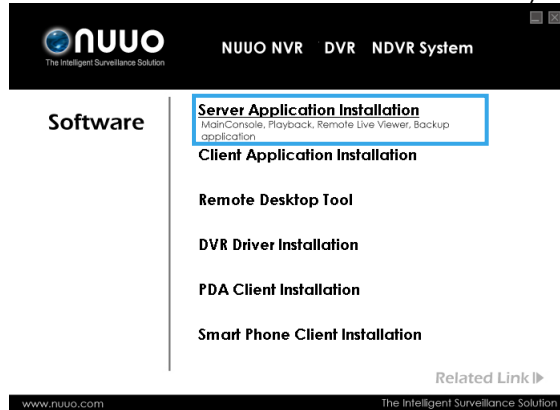 NUUO
The Intelligent Surveillance Solution
NUUO NVR DVR NDVR System
Software
Server Application Installation
MainConsole, Playback, Remote Live Viewer, Backup
application
Client Application Installation
Remote Desktop Tool
DVR Driver Installation
PDA Client Installation
Smart Phone Client Installation
Related Link
www.nuuo.com
The Intelligent Surveillance Solution